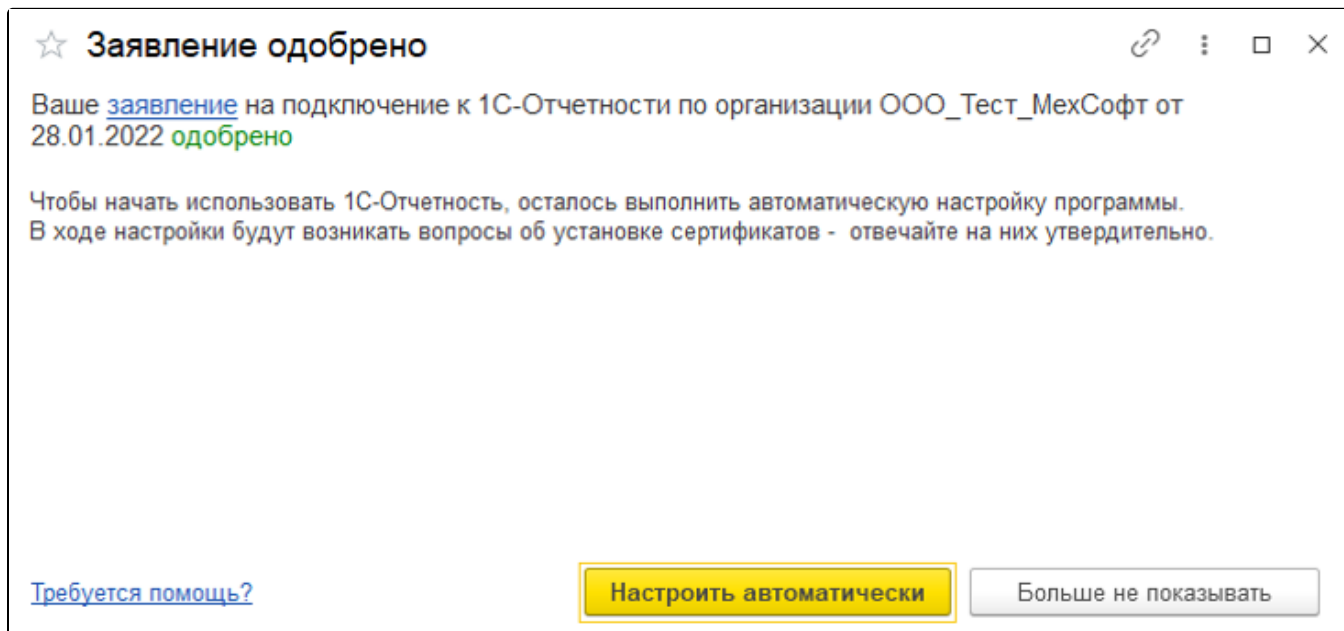 Заявление одобрено
Ваше заявление на подключение к 1С-Отчетности по организации ООО_Тест_МехСофт от
28.01.2022 одобрено
Чтобы начать использовать 1С-Отчетность, осталось выполнить автоматическую настройку программы.
В ходе настройки будут возникать вопросы об установке сертификатов - отвечайте на них утвердительно.
Требуется помощь?
Настроить автоматически
Больше не показывать